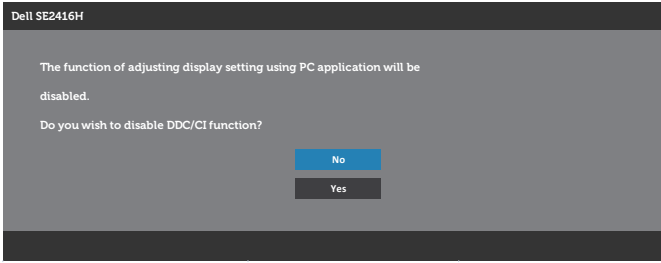 Dell SE2416H
The function of adjusting display setting using PC application will be
disabled.
Do you wish to disable DDC/CI function?
No
Yes